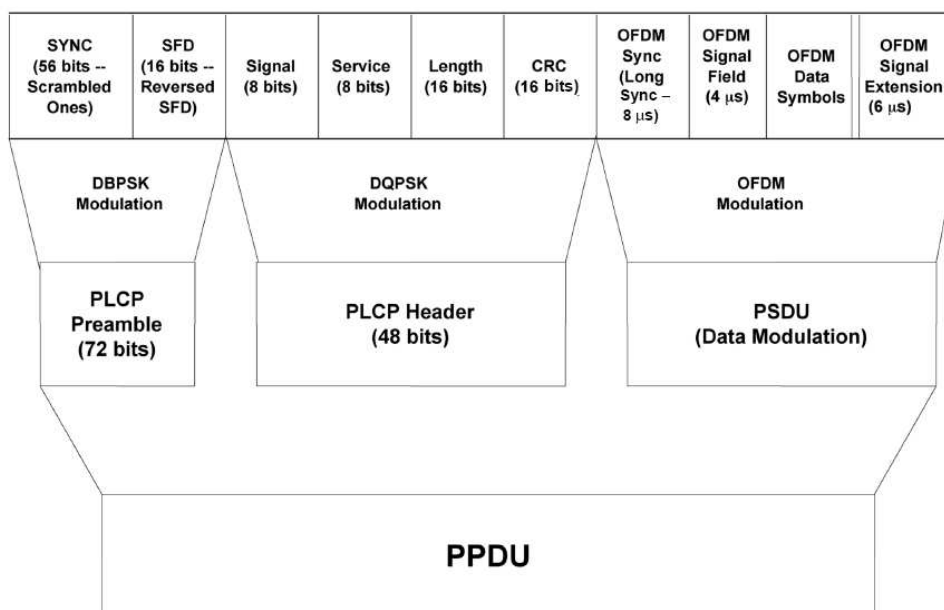 SYNC
(56 bits --
Scrambled
Ones)
SFD
(16 bits --
Reversed
SFD)
Signal
(8 bits)
Service
(8 bits)
Length
(16 bits)
CRC
(16 bits)
OFDM
Sync
(Long
Sync –
8 μs)
OFDM
Signal
Field
(4 μs)
OFDM
Data
Symbols
OFDM
Signal
Extension
(6 μs)
DBPSK
Modulation
DQPSK
Modulation
OFDM
Modulation
PLCP
Preamble
(72 bits)
PLCP Header
(48 bits)
PSDU
(Data Modulation)
PPDU